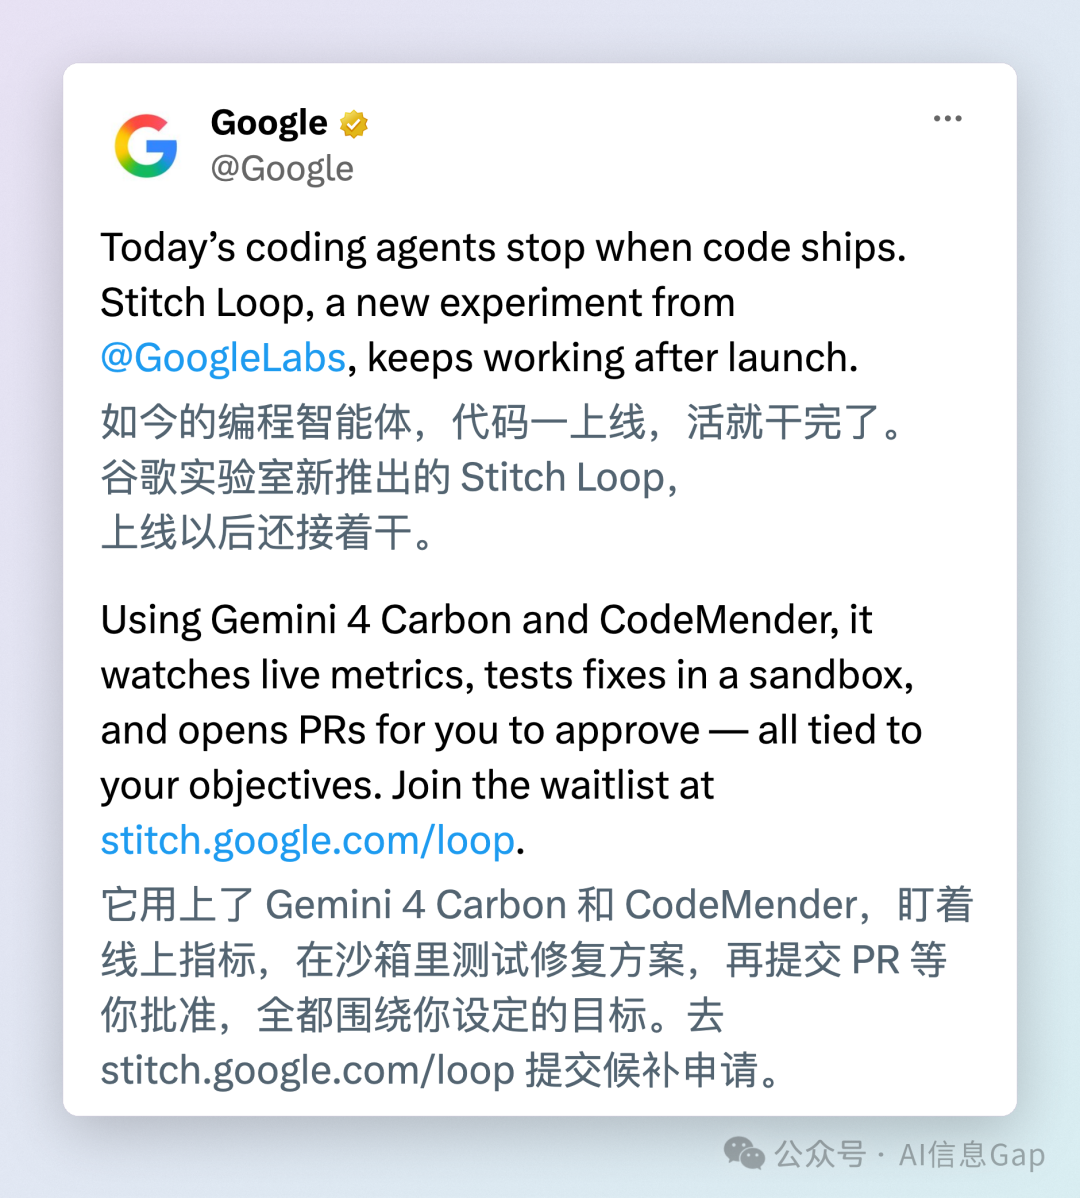 Google
@Google
Today’s coding agents stop when code ships.
Stitch Loop, a new experiment from
@GoogleLabs, keeps working after launch.
如今的编程智能体，代码一上线，活就干完了。
谷歌实验室新推出的 Stitch Loop，
上线以后还接着干。
Using Gemini 4 Carbon and CodeMender, it
watches live metrics, tests fixes in a sandbox,
and opens PRs for you to approve — all tied to
your objectives. Join the waitlist at
stitch.google.com/loop.
它用上了 Gemini 4 Carbon 和 CodeMender，盯着
线上指标，在沙箱里测试修复方案，再提交 PR 等
你批准，全都围绕你设定的目标。去
stitch.google.com/loop 提交候补申请。
公众号 · AI信息Gap